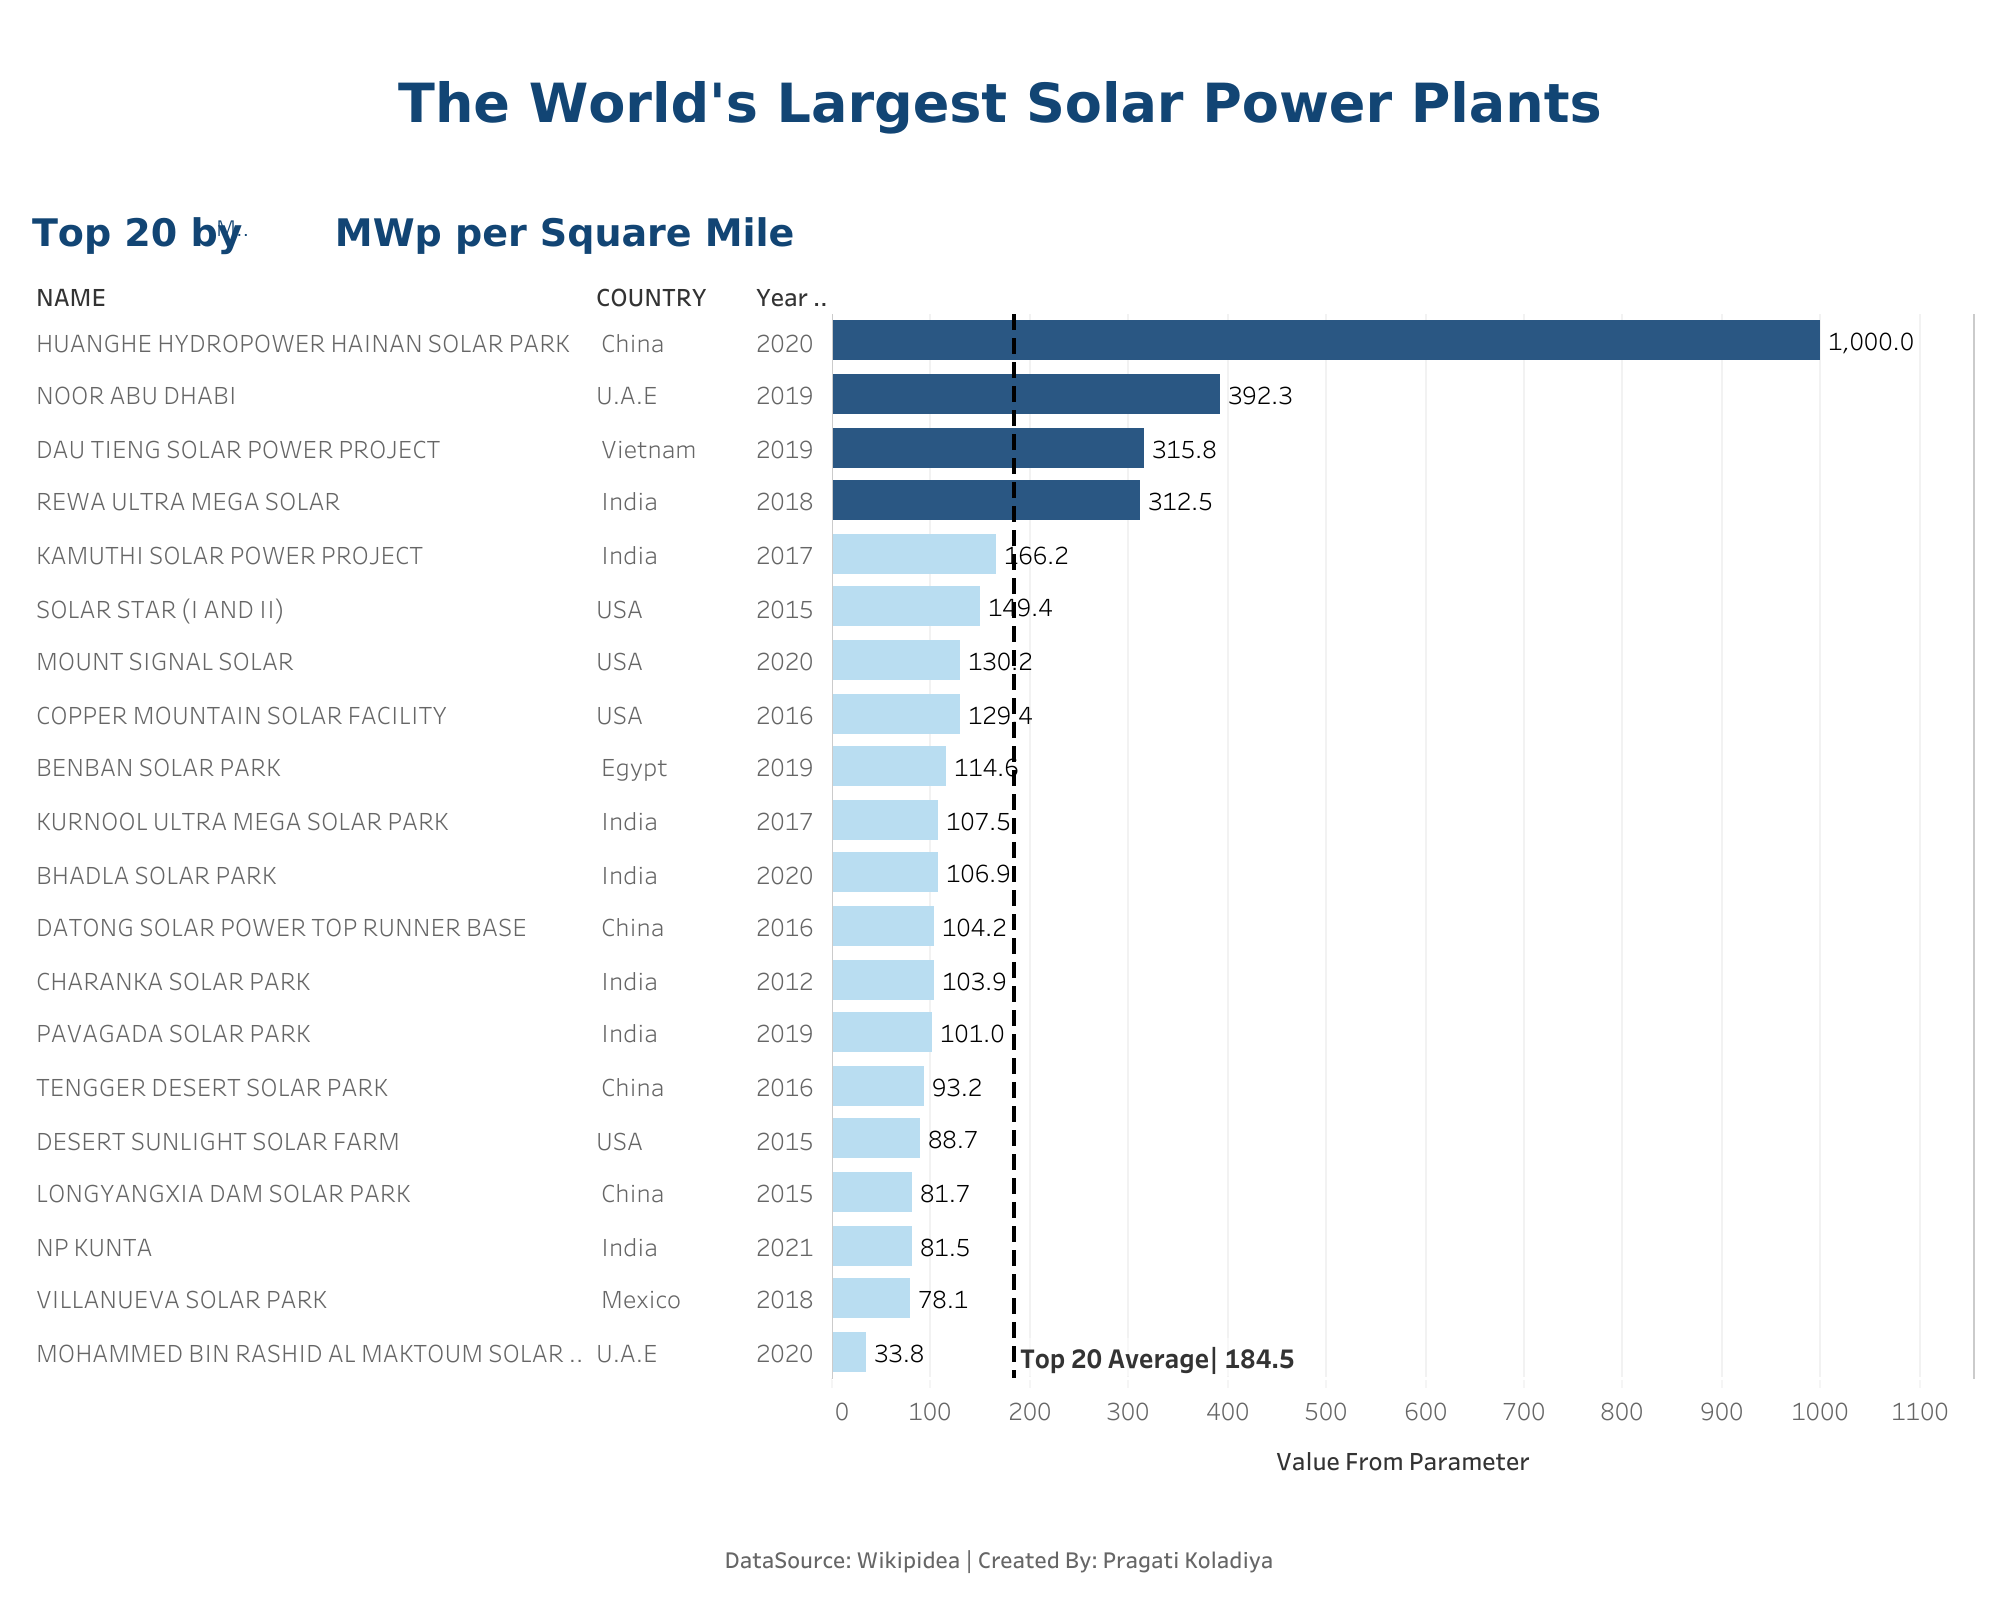 The World's Largest Solar Power Plants
Top 20 by M.. MWp per Square Mile
NAME COUNTRY Year ..
HUANGHE HYDROPOWER HAINAN SOLAR PARK China 2020 1,000.0
NOOR ABU DHABI U.A.E 2019 392.3
DAU TIENG SOLAR POWER PROJECT Vietnam 2019 315.8
REWA ULTRA MEGA SOLAR India 2018 312.5
KAMUTHI SOLAR POWER PROJECT India 2017 166.2
SOLAR STAR (I AND II) USA 2015 149.4
MOUNT SIGNAL SOLAR USA 2020 130.2
COPPER MOUNTAIN SOLAR FACILITY USA 2016 129.4
BENBAN SOLAR PARK Egypt 2019 114.6
KURNOOL ULTRA MEGA SOLAR PARK India 2017 107.5
BHADLA SOLAR PARK India 2020 106.9
DATONG SOLAR POWER TOP RUNNER BASE China 2016 104.2
CHARANKA SOLAR PARK India 2012 103.9
PAVAGADA SOLAR PARK India 2019 101.0
TENGGER DESERT SOLAR PARK China 2016 93.2
DESERT SUNLIGHT SOLAR FARM USA 2015 88.7
LONGYANGXIA DAM SOLAR PARK China 2015 81.7
NP KUNTA India 2021 81.5
VILLANUEVA SOLAR PARK Mexico 2018 78.1
MOHAMMED BIN RASHID AL MAKTOUM SOLAR .. U.A.E 2020 33.8 Top 20 Average| 184.5
0 100 200 300 400 500 600 700 800 900 1000 1100
Value From Parameter
DataSource: Wikipidea | Created By: Pragati Koladiya